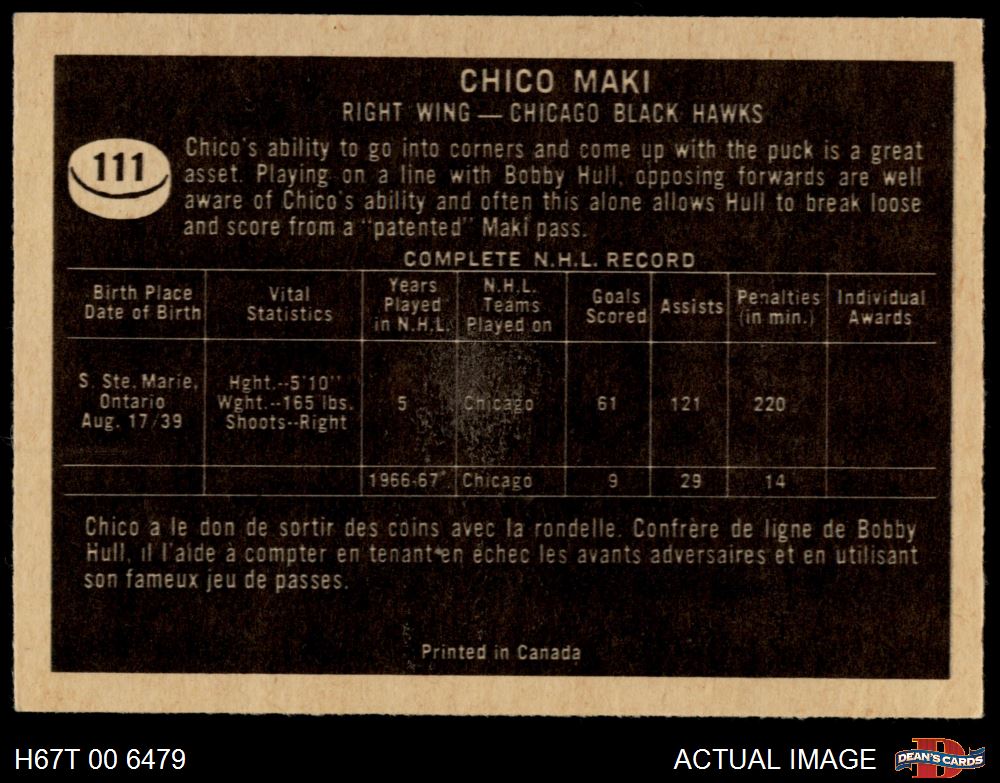 CHICO MAKI
RIGHT WING — CHICAGO BLACK HAWKS
111
Chico's ability to go into corners and come up with the puck is a great
asset. Playing on a line with Bobby Hull, opposing forwards are well
aware of Chico's ability and often this alone allows Hull to break loose
and score from a "patented" Maki pass.
COMPLETE N.H.L. RECORD
Birth Place
Date of Birth
Vital
Statistics
Years
Played
in N.H.L.
N.H.L.
Teams
Played on
Goals
Scored
Assists
Penalties
(in min.)
Individual
Awards
S. Ste. Marie,
Ontario
Aug. 17/39
Hght.--5'10"
Wght.--165 lbs.
Shoots--Right
5
Chicago
61
121
220
1966-67
Chicago
9
29
14
Chico a le don de sortir des coins avec la rondelle. Confrère de ligne de Bobby
Hull, il l'aide à compter en tenant en échec les avants adversaires et en utilisant
son fameux jeu de passes.
Printed in Canada
H67T 00 6479
ACTUAL IMAGE
D
DEAN'S CARDS